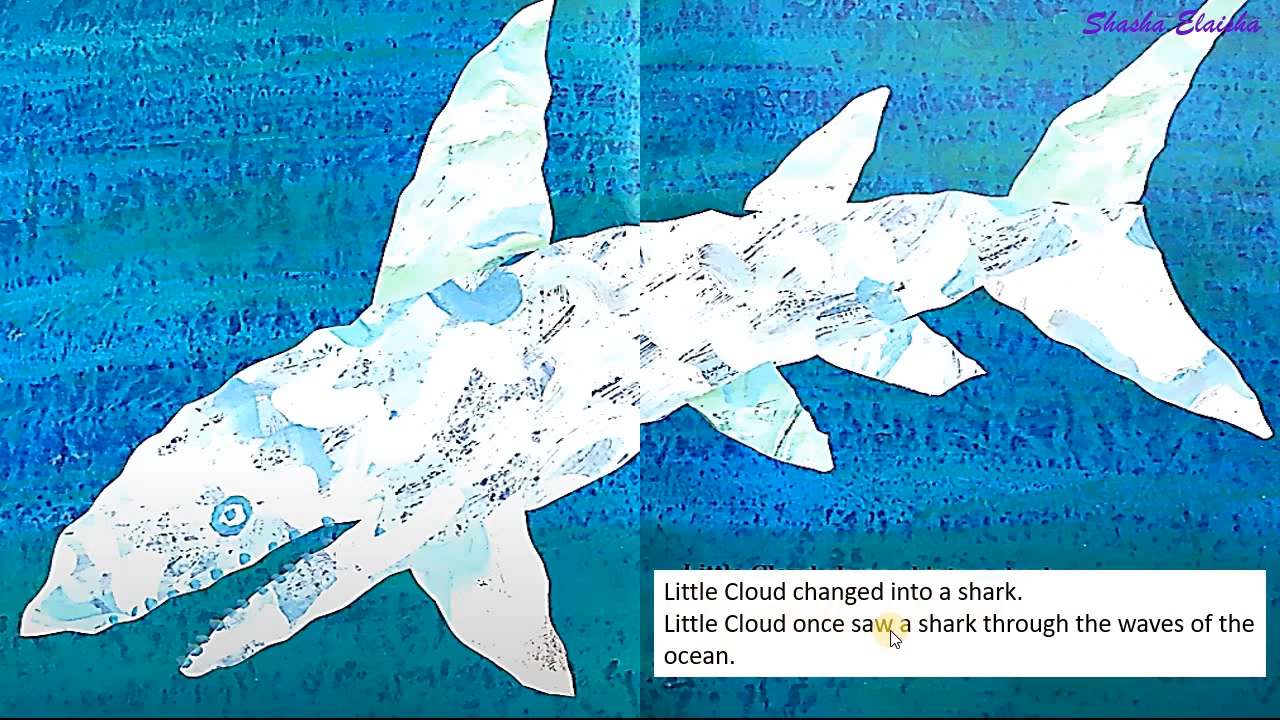 Shasha Elaisha
Little Cloud changed into a shark.
Little Cloud once saw a shark through the waves of the
ocean.